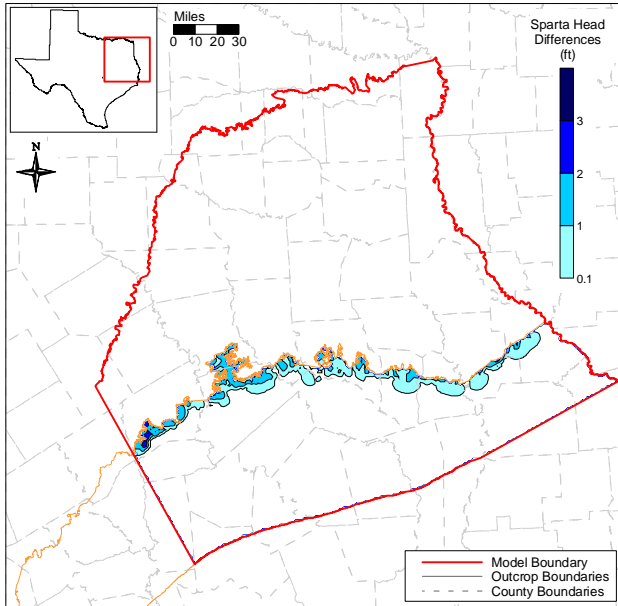 Miles
0 10 20 30
Sparta Head
Differences
(ft)
3
2
1
0.1
N
Model Boundary
Outcrop Boundaries
County Boundaries